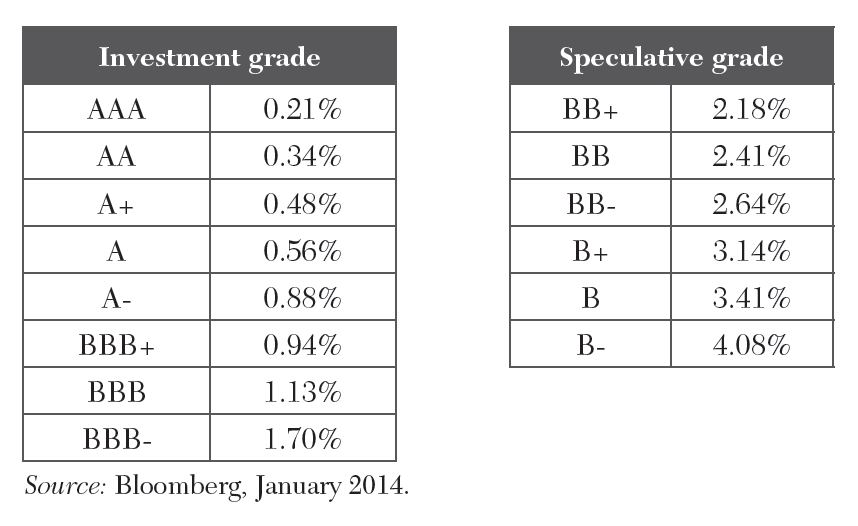 Investment grade
AAA 0.21%
AA 0.34%
A+ 0.48%
A 0.56%
A- 0.88%
BBB+ 0.94%
BBB 1.13%
BBB- 1.70%
Speculative grade
BB+ 2.18%
BB 2.41%
BB- 2.64%
B+ 3.14%
B 3.41%
B- 4.08%
Source: Bloomberg, January 2014.